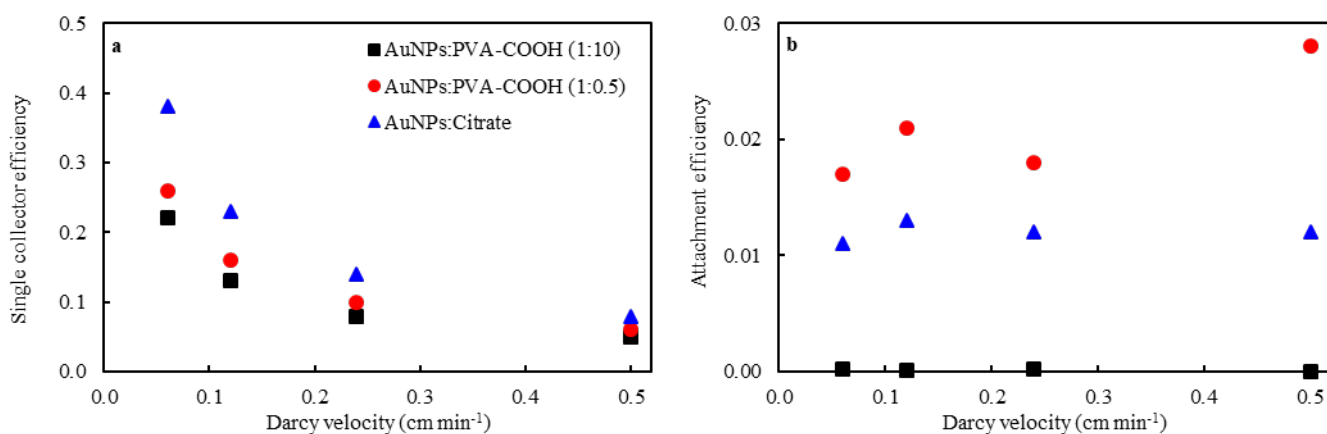 a
AuNPs:PVA-COOH (1:10)
AuNPs:PVA-COOH (1:0.5)
AuNPs:Citrate
Single collector efficiency
0.5
0.4
0.3
0.2
0.1
0.0
0.0 0.1 0.2 0.3 0.4 0.5
Darcy velocity (cm min⁻¹)
b
Attachment efficiency
0.03
0.02
0.01
0.00
0.0 0.1 0.2 0.3 0.4 0.5
Darcy velocity (cm min⁻¹)